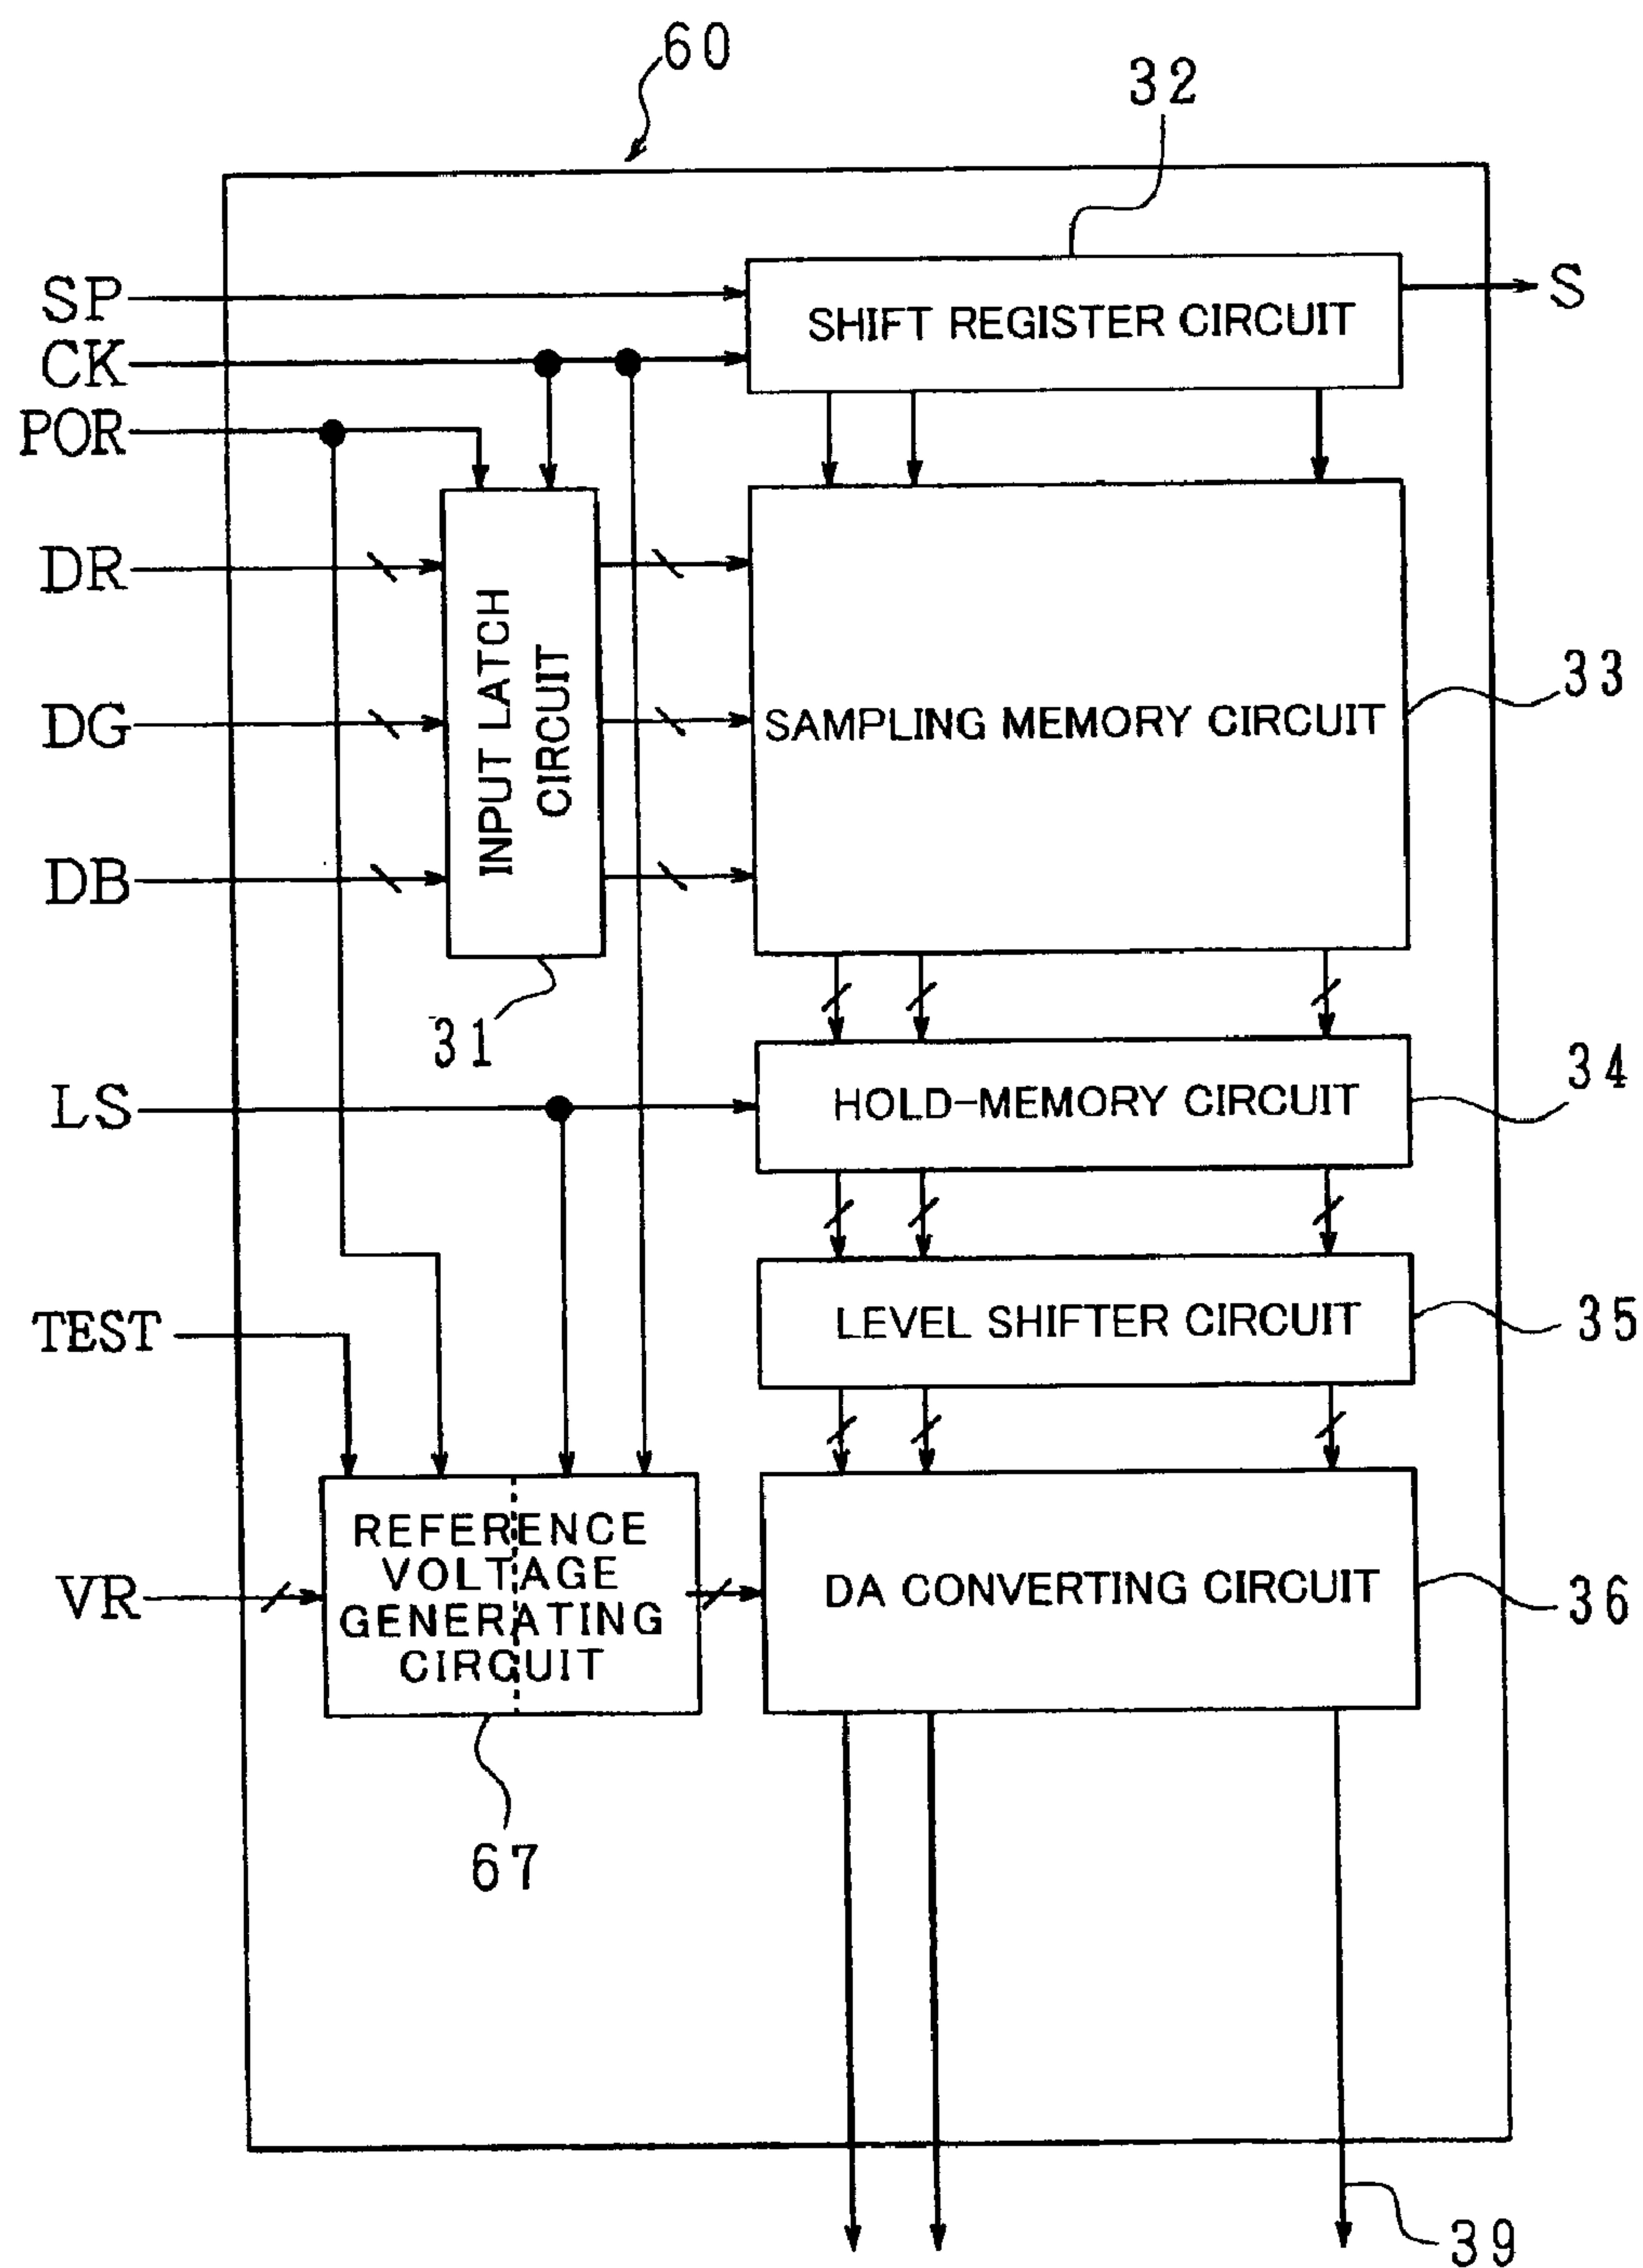 60
32
SP
SHIFT REGISTER CIRCUIT
S
CK
POR
DR
INPUT LATCH
CIRCUIT
33
DG
SAMPLING MEMORY CIRCUIT
DB
31
34
LS
HOLD-MEMORY CIRCUIT
TEST
LEVEL SHIFTER CIRCUIT
35
REFERENCE
VOLTAGE
GENERATING
CIRCUIT
VR
DA CONVERTING CIRCUIT
36
67
39